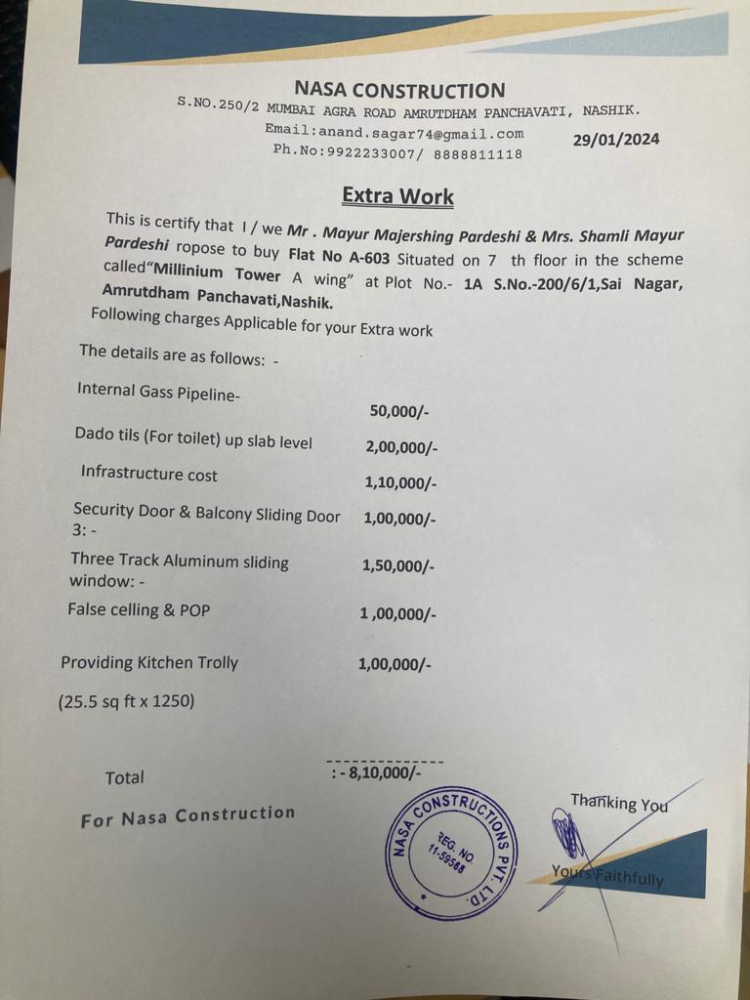 NASA CONSTRUCTION
S.NO.250/2 MUMBAI AGRA ROAD AMRUTDHAM PANCHAVATI, NASHIK.
Email:anand.sagar74@gmail.com
29/01/2024
Ph.No:9922233007/ 8888811118
Extra Work
This is certify that I / we Mr . Mayur Majershing Pardeshi & Mrs. Shamli Mayur
Pardeshi ropose to buy Flat No A-603 Situated on 7 th floor in the scheme
called“Millinium Tower A wing” at Plot No.- 1A S.No.-200/6/1,Sai Nagar,
Amrutdham Panchavati,Nashik.
Following charges Applicable for your Extra work
The details are as follows: -
Internal Gass Pipeline- 50,000/-
Dado tils (For toilet) up slab level 2,00,000/-
Infrastructure cost 1,10,000/-
Security Door & Balcony Sliding Door 1,00,000/-
3: -
Three Track Aluminum sliding 1,50,000/-
window: -
False celling & POP 1 ,00,000/-
Providing Kitchen Trolly 1,00,000/-
(25.5 sq ft x 1250)
Total : - 8,10,000/-
For Nasa Construction
NASA CONSTRUCTIONS PVT. LTD.
REG. NO.
11-59568
Thanking You
Yours Faithfully